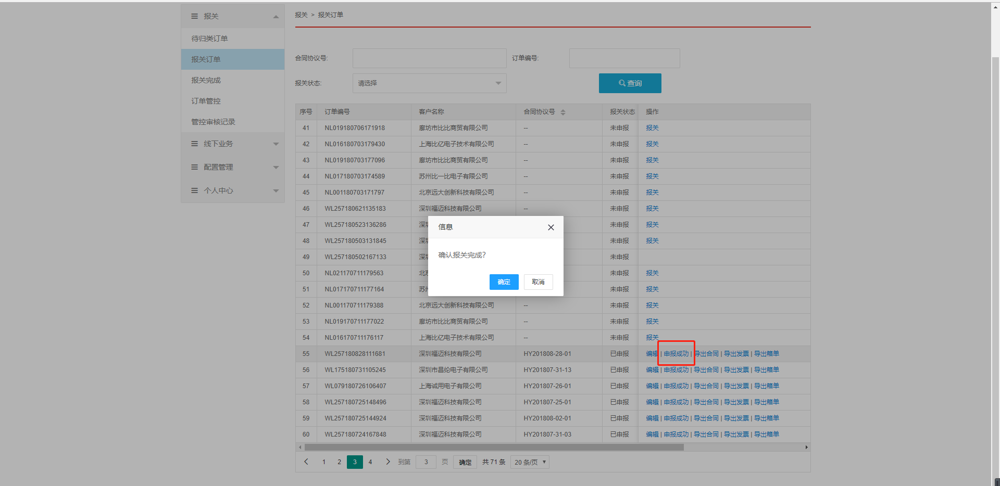 报关
待归类订单
报关订单
报关完成
订单管控
管控审核记录
线下业务
配置管理
个人中心
报关 > 报关订单
合同协议号:
订单编号:
报关状态: 请选择
查询
序号 订单编号 客户名称 合同协议号 报关状态 操作
41 NL019180706171918 廊坊市比比商贸有限公司 -- 未申报 报关
42 NL016180703179430 上海比亿电子技术有限公司 -- 未申报 报关
43 NL019180703177096 廊坊市比比商贸有限公司 -- 未申报 报关
44 NL017180703174589 苏州比一比电子有限公司 -- 未申报 报关
45 NL001180703171797 北京远大创新科技有限公司 -- 未申报 报关
46 WL257180621135183 深圳福迈科技有限公司 -- 未申报 报关
47 WL257180523136286 深 未申报 报关
48 WL257180503131845 深 未申报 报关
49 WL257180502167133 深 未申报
50 NL021170711179563 北 未申报 报关
51 NL017170711177164 苏 未申报 报关
52 NL001170711179388 北京远大创新科技有限公司 -- 未申报 报关
53 NL019170711177022 廊坊市比比商贸有限公司 -- 未申报 报关
54 NL016170711176117 上海比亿电子技术有限公司 -- 未申报 报关
55 WL257180828111681 深圳福迈科技有限公司 HY201808-28-01 已申报 编辑 | 申报成功 | 导出合同 | 导出发票 | 导出箱单
56 WL175180731105245 深圳市昌纶电子有限公司 HY201807-31-13 已申报 编辑 | 申报成功 | 导出合同 | 导出发票 | 导出箱单
57 WL079180726106407 上海诚用电子有限公司 HY201807-26-01 已申报 编辑 | 申报成功 | 导出合同 | 导出发票 | 导出箱单
58 WL257180725148496 深圳福迈科技有限公司 HY201807-25-01 已申报 编辑 | 申报成功 | 导出合同 | 导出发票 | 导出箱单
59 WL257180725144924 深圳福迈科技有限公司 HY201808-02-01 已申报 编辑 | 申报成功 | 导出合同 | 导出发票 | 导出箱单
60 WL257180724167848 深圳福迈科技有限公司 HY201807-31-03 已申报 编辑 | 申报成功 | 导出合同 | 导出发票 | 导出箱单
信息
确认报关完成?
确定 取消
1 2 3 4 到第 3 页 确定 共 71 条 20 条/页